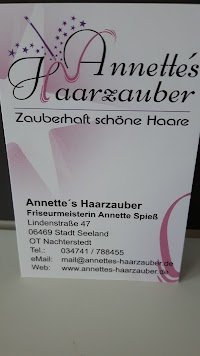 Annette's
Haarzauber
Zauberhaft schöne Haare
Annette´s Haarzauber
Friseurmeisterin Annette Spieß
Lindenstraße 47
06469 Stadt Seeland
OT Nachterstedt
Tel.: 034741 / 788455
eMail: mail@annettes-haarzauber.de
Web: www.annettes-haarzauber.de